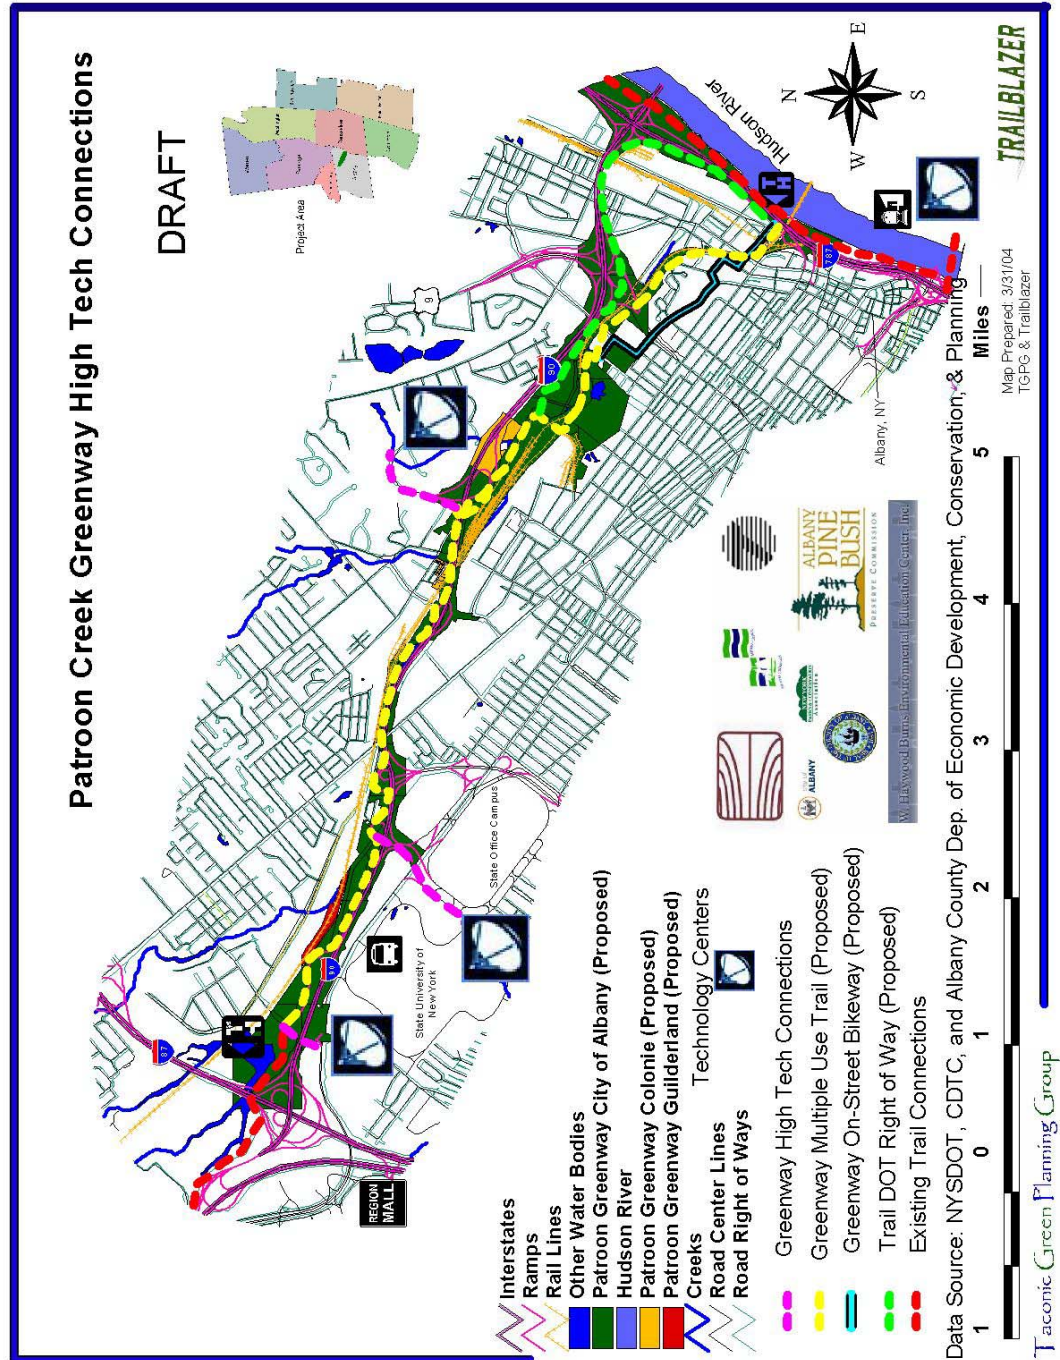 Patroon Creek Greenway High Tech Connections
DRAFT
Project Area
Hudson River
N
E
S
W
TRAILBLAZER
9
90
787
87
90
State Office Campus
State University of
New York
REGION
MALL
Albany, NY
Interstates
Ramps
Rail Lines
Other Water Bodies
Patroon Greenway City of Albany (Proposed)
Hudson River
Patroon Greenway Colonie (Proposed)
Patroon Greenway Guilderland (Proposed)
Creeks
Road Center Lines
Road Right of Ways
Technology Centers
Greenway High Tech Connections
Greenway Multiple Use Trail (Proposed)
Greenway On-Street Bikeway (Proposed)
Trail DOT Right of Way (Proposed)
Existing Trail Connections
ALBANY
ALBANY
PINE
BUSH
PRESERVE COMMISSION
W. Haywood Burns Environmental Education Center, Inc.
Data Source: NYSDOT, CDTC, and Albany County Dep. of Economic Development, Conservation, & Planning
1 0 1 2 3 4 5 Miles
Map Prepared: 3/31/04
TGPG & Trailblazer
Taconic Green Planning Group